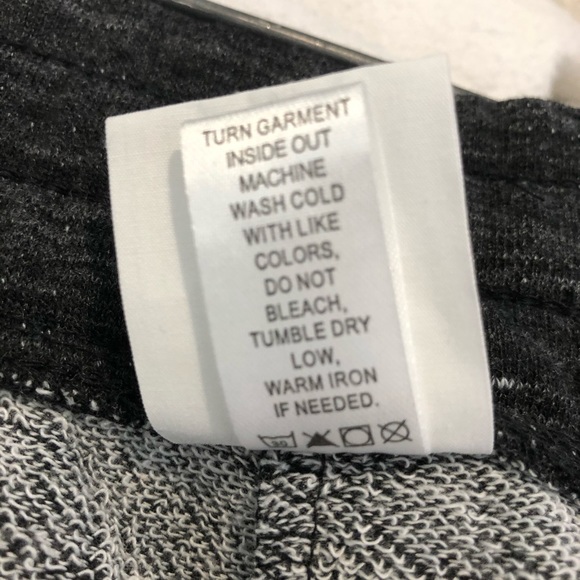 TURN GARMENT
INSIDE OUT
MACHINE
WASH COLD
WITH LIKE
COLORS,
DO NOT
BLEACH,
TUMBLE DRY
LOW,
WARM IRON
IF NEEDED.
30